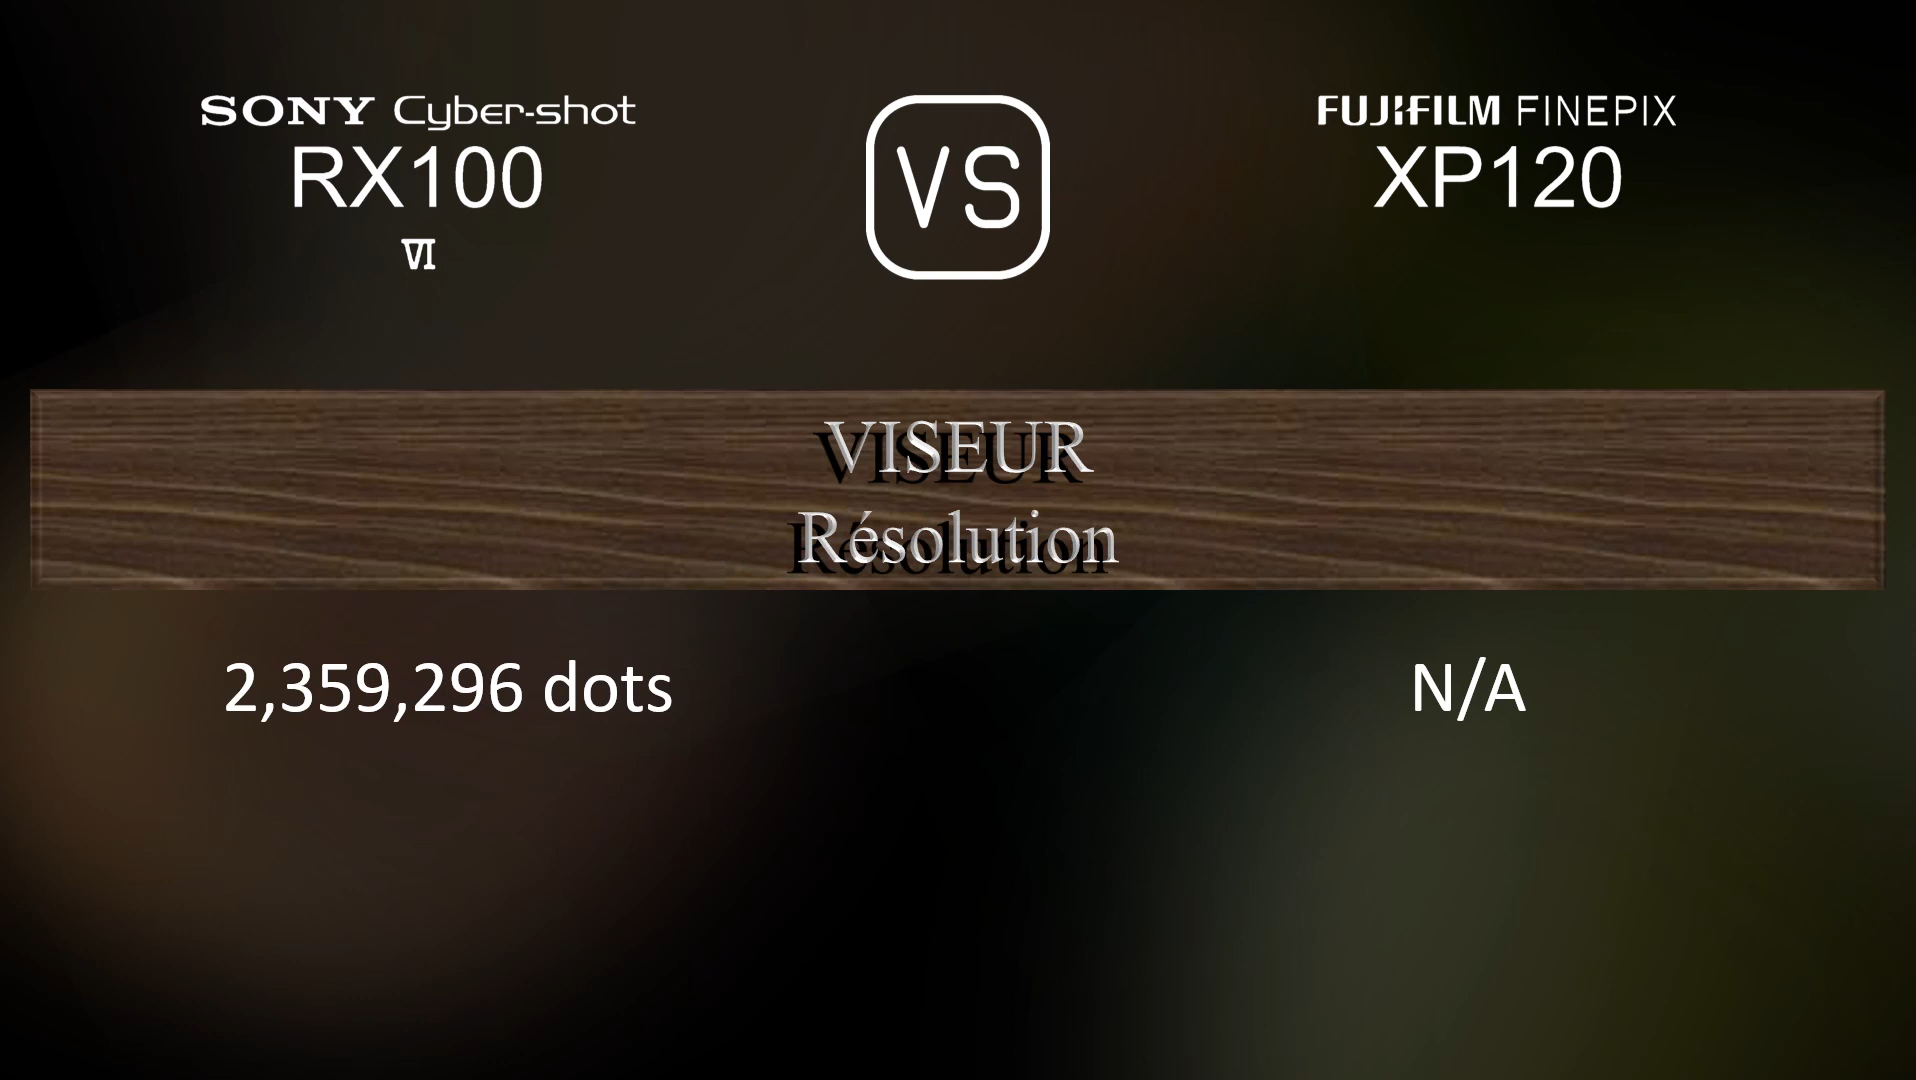 SONY Cyber-shot
RX100
VI
VS
FUJIFILM FINEPIX
XP120
VISEUR
Résolution
2,359,296 dots
N/A